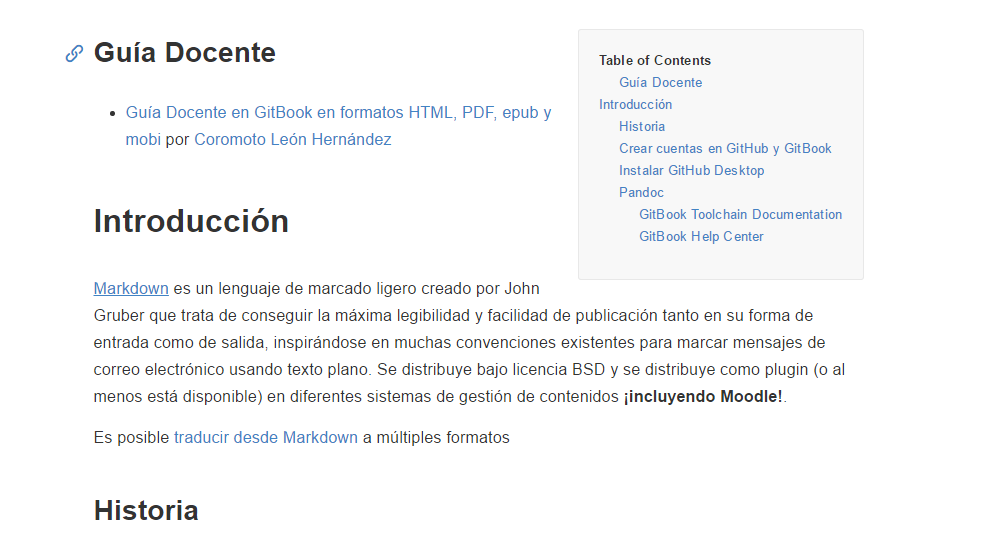 Guía Docente
Guía Docente en GitBook en formatos HTML, PDF, epub y
mobi por Coromoto León Hernández
Table of Contents
Guía Docente
Introducción
Historia
Crear cuentas en GitHub y GitBook
Instalar GitHub Desktop
Pandoc
GitBook Toolchain Documentation
GitBook Help Center
Introducción
Markdown es un lenguaje de marcado ligero creado por John
Gruber que trata de conseguir la máxima legibilidad y facilidad de publicación tanto en su forma de
entrada como de salida, inspirándose en muchas convenciones existentes para marcar mensajes de
correo electrónico usando texto plano. Se distribuye bajo licencia BSD y se distribuye como plugin (o al
menos está disponible) en diferentes sistemas de gestión de contenidos ¡incluyendo Moodle!.
Es posible traducir desde Markdown a múltiples formatos
Historia